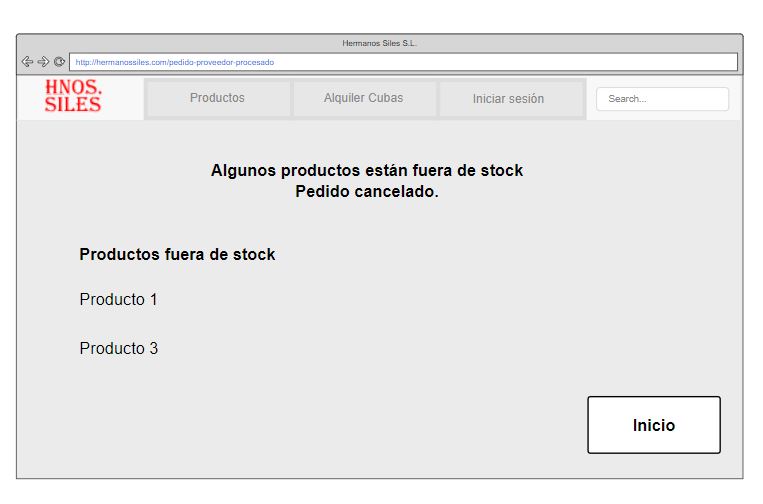 Hermanos Siles S.L.
http://hermanossiles.com/pedido-proveedor-procesado
HNOS.
SILES
Productos
Alquiler Cubas
Iniciar sesión
Search...
Algunos productos están fuera de stock
Pedido cancelado.
Productos fuera de stock
Producto 1
Producto 3
Inicio